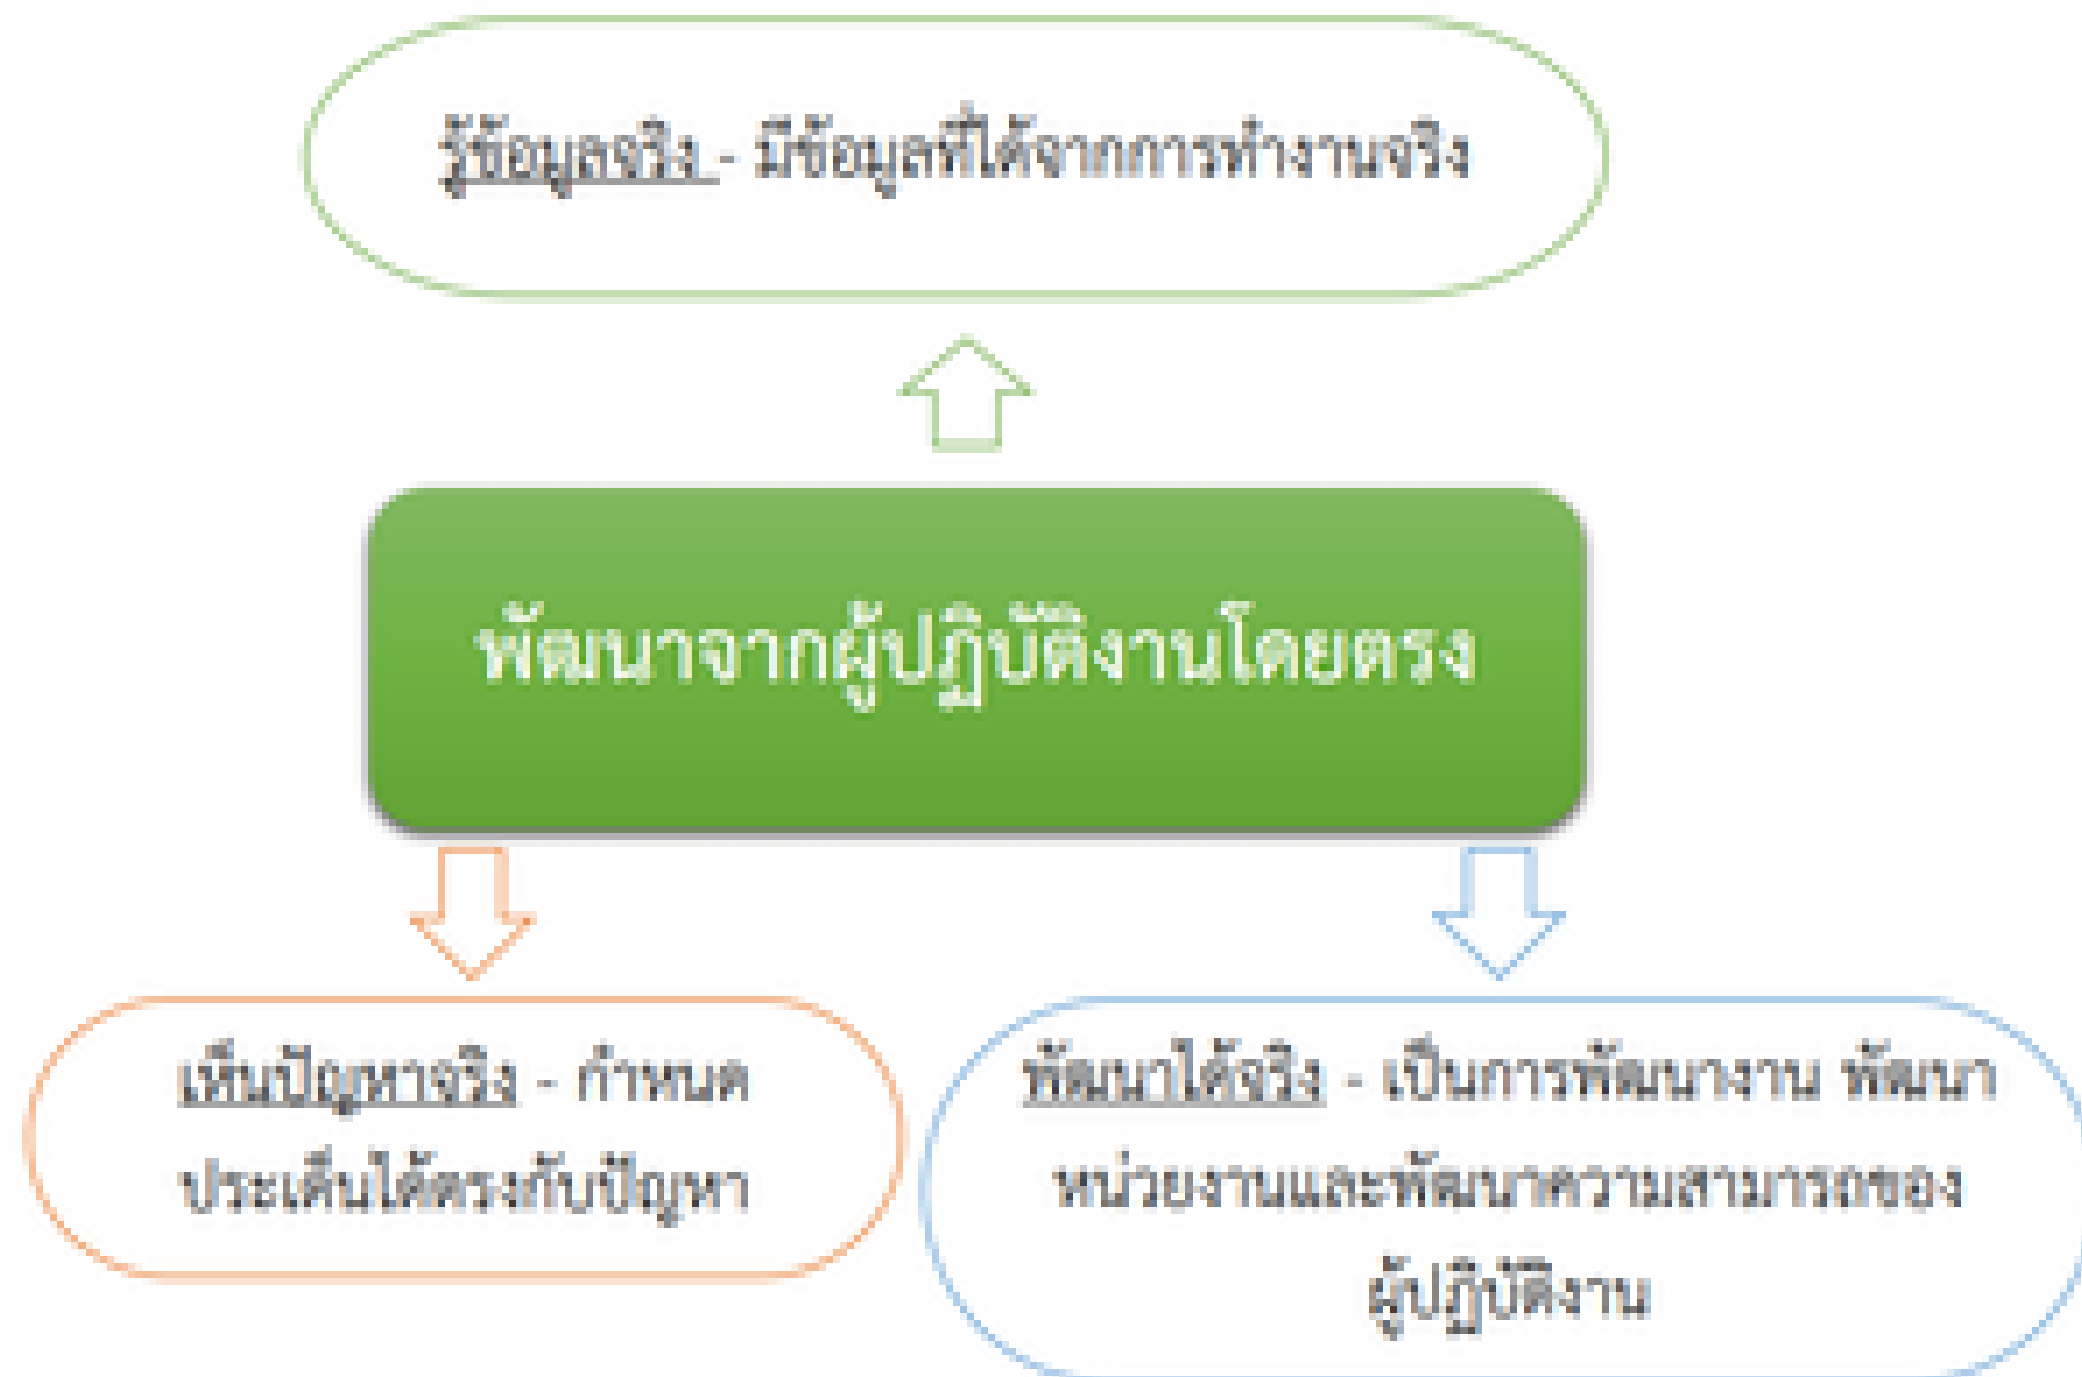 รู้ข้อมูลจริง - มีข้อมูลที่ได้จากการทำงานจริง
พัฒนาจากผู้ปฏิบัติงานโดยตรง
เห็นปัญหาจริง - กำหนด
ประเด็นได้ตรงกับปัญหา
พัฒนาได้จริง - เป็นการพัฒนางาน พัฒนา
หน่วยงานและพัฒนาความสามารถของ
ผู้ปฏิบัติงาน